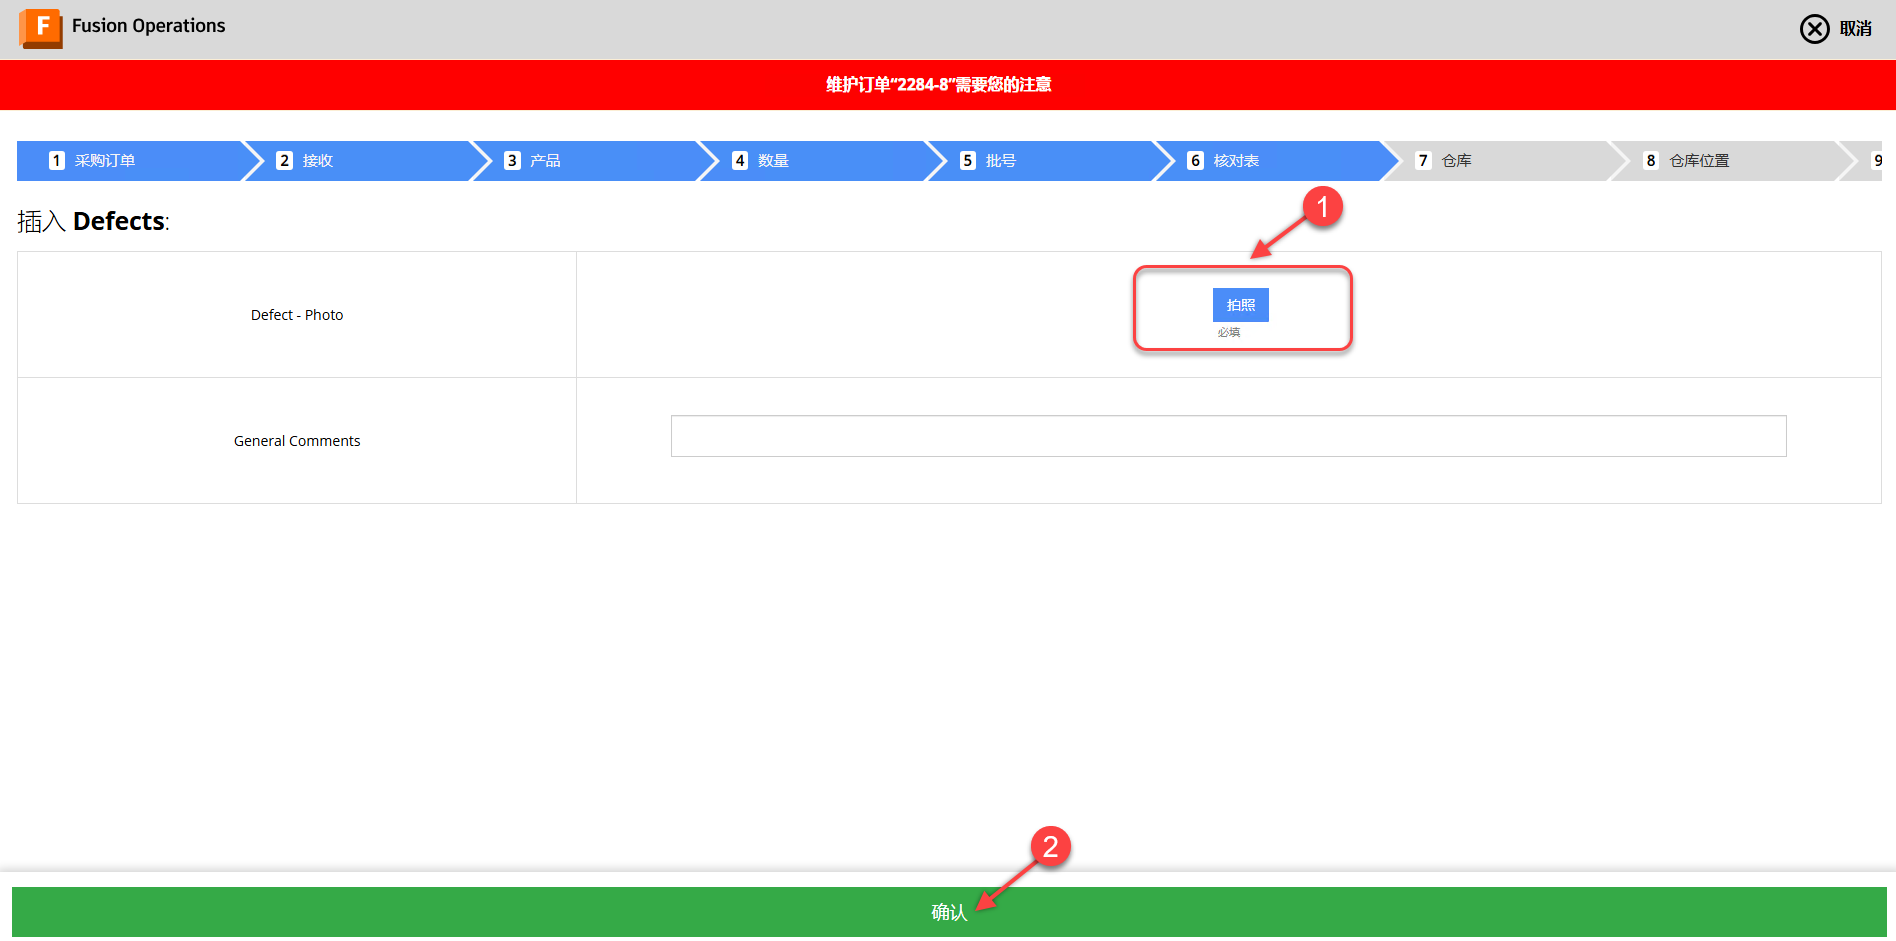 F Fusion Operations
取消
维护订单“2284-8”需要您的注意
1 采购订单 2 接收 3 产品 4 数量 5 批号 6 核对表 7 仓库 8 仓库位置 9
插入 Defects:
1
Defect - Photo
拍照
必填
General Comments
2
确认